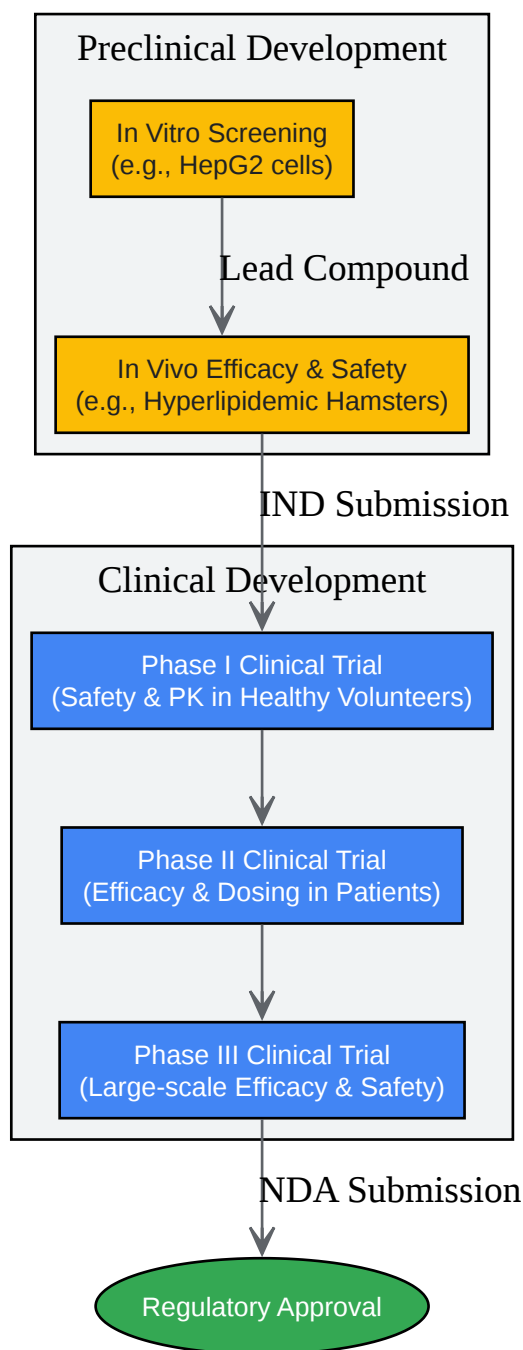 Preclinical Development
In Vitro Screening
(e.g., HepG2 cells)
Lead Compound
In Vivo Efficacy & Safety
(e.g., Hyperlipidemic Hamsters)
IND Submission
Clinical Development
Phase I Clinical Trial
(Safety & PK in Healthy Volunteers)
Phase II Clinical Trial
(Efficacy & Dosing in Patients)
Phase III Clinical Trial
(Large-scale Efficacy & Safety)
NDA Submission
Regulatory Approval